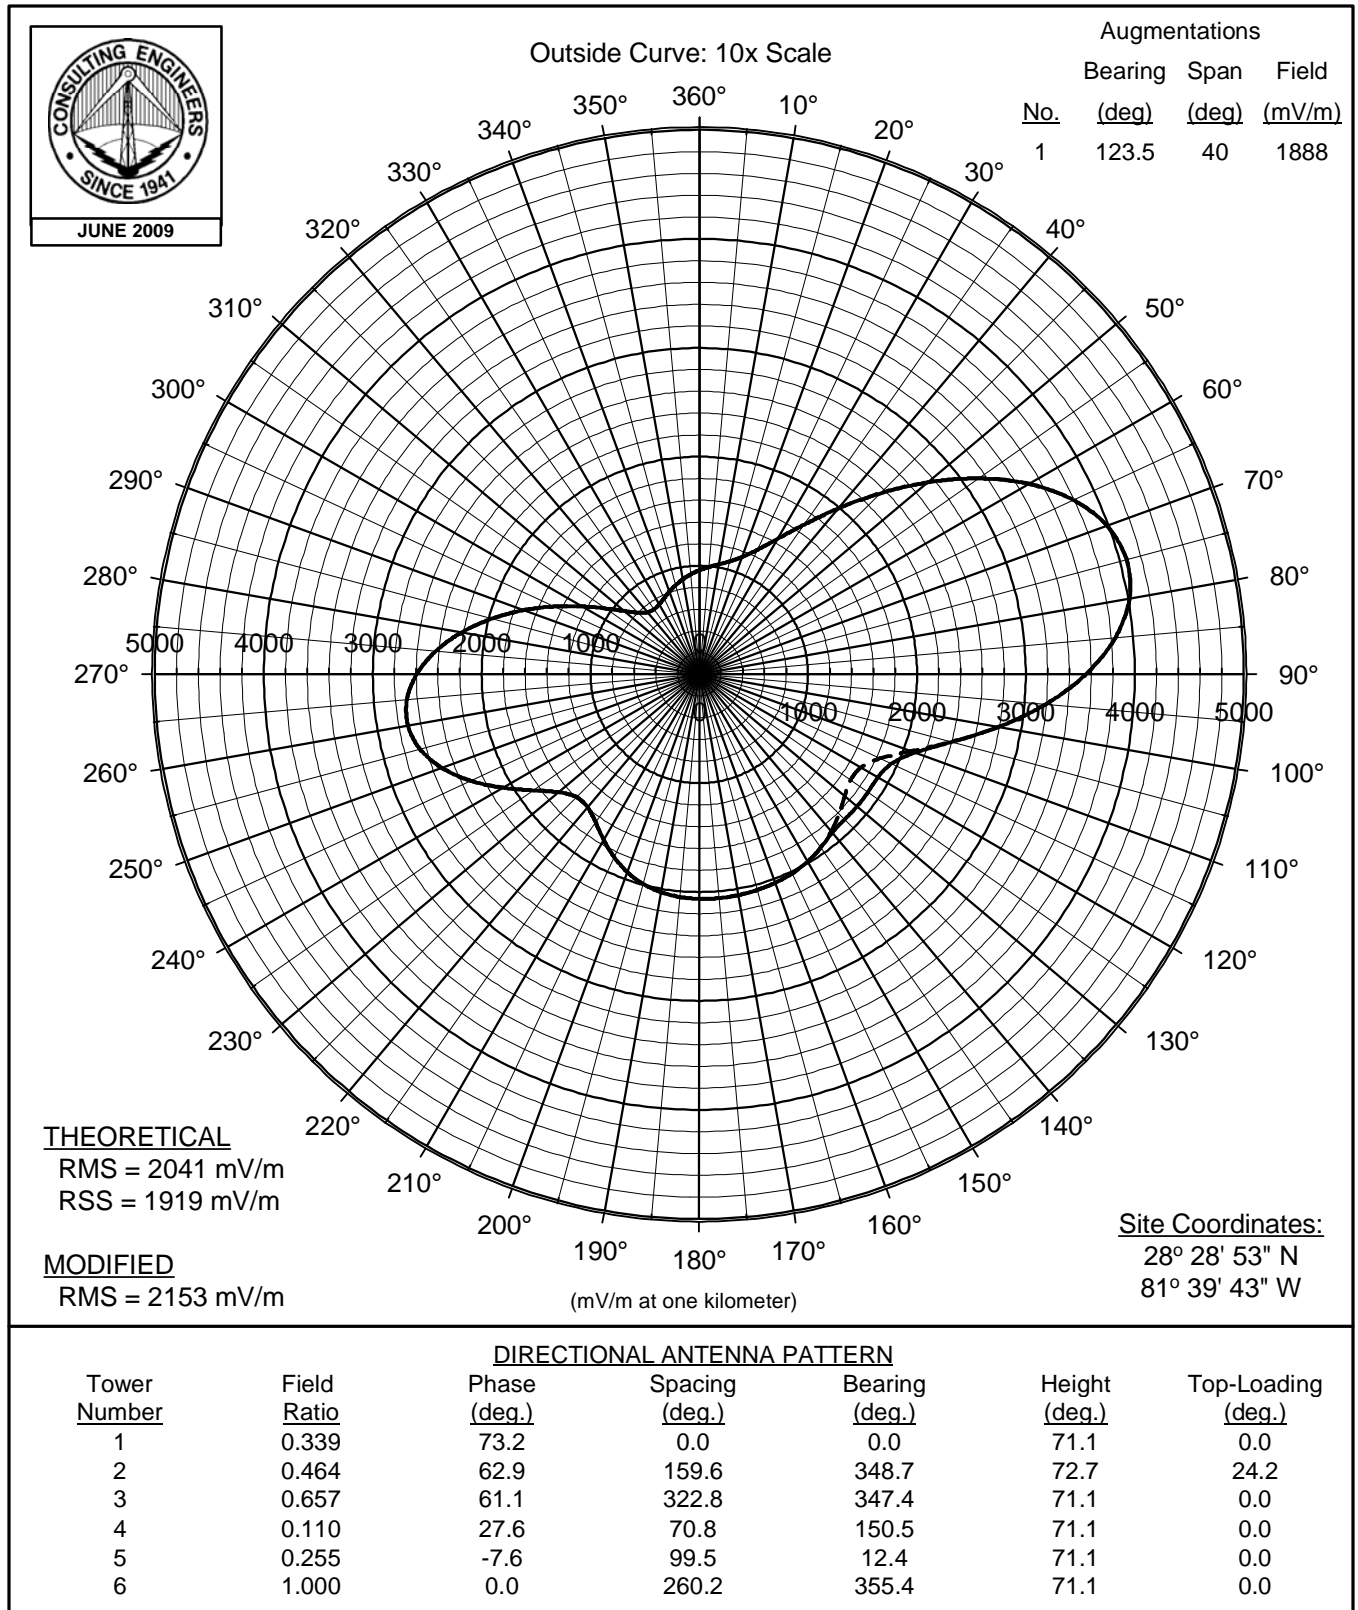 CONSULTING ENGINEERS
• SINCE 1941 •
JUNE 2009
Outside Curve: 10x Scale
Augmentations
Bearing Span Field
No. (deg) (deg) (mV/m)
1 123.5 40 1888
360°
10°
20°
30°
40°
50°
60°
70°
80°
90°
100°
110°
120°
130°
140°
150°
160°
170°
180°
190°
200°
210°
220°
230°
240°
250°
260°
270°
280°
290°
300°
310°
320°
330°
340°
350°
5000 4000 3000 2000 1000 0
0 1000 2000 3000 4000 5000
THEORETICAL
RMS = 2041 mV/m
RSS = 1919 mV/m
MODIFIED
RMS = 2153 mV/m
(mV/m at one kilometer)
Site Coordinates:
28° 28' 53" N
81° 39' 43" W
DIRECTIONAL ANTENNA PATTERN
Tower Field Phase Spacing Bearing Height Top-Loading
Number Ratio (deg.) (deg.) (deg.) (deg.) (deg.)
1 0.339 73.2 0.0 0.0 71.1 0.0
2 0.464 62.9 159.6 348.7 72.7 24.2
3 0.657 61.1 322.8 347.4 71.1 0.0
4 0.110 27.6 70.8 150.5 71.1 0.0
5 0.255 -7.6 99.5 12.4 71.1 0.0
6 1.000 0.0 260.2 355.4 71.1 0.0